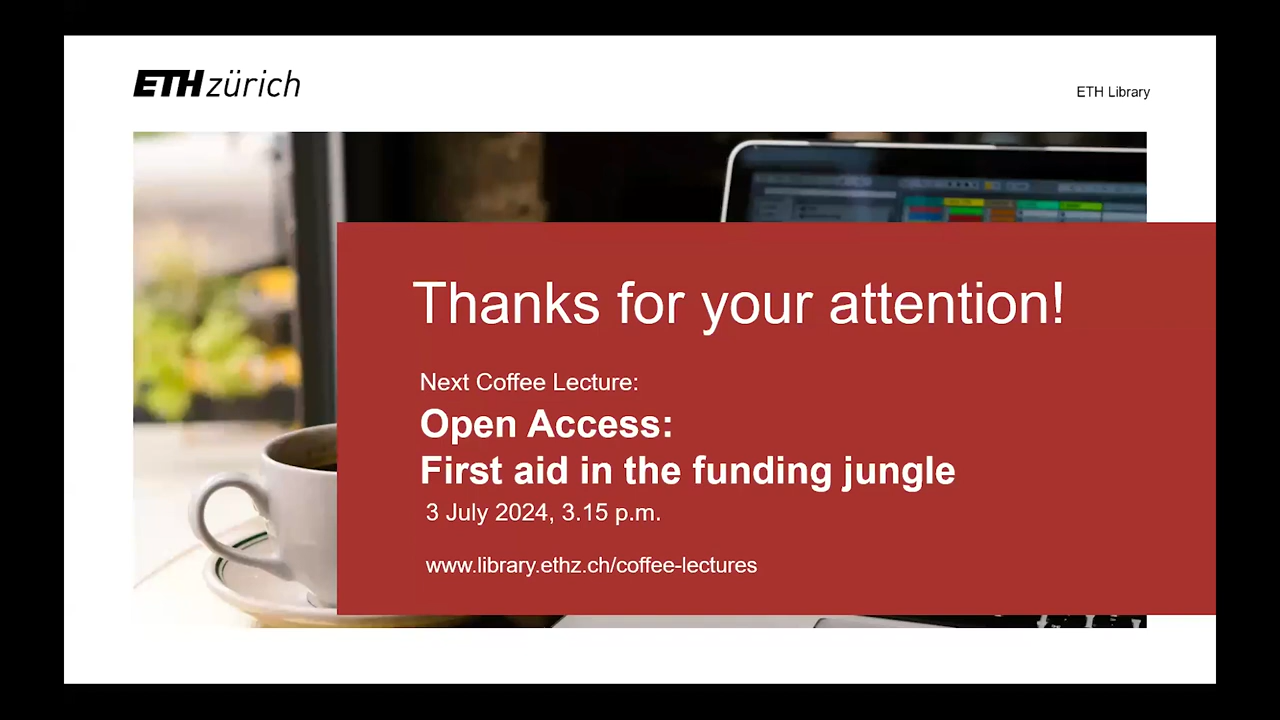 ETH zürich
ETH Library
Thanks for your attention!
Next Coffee Lecture:
Open Access:
First aid in the funding jungle
3 July 2024, 3.15 p.m.
www.library.ethz.ch/coffee-lectures